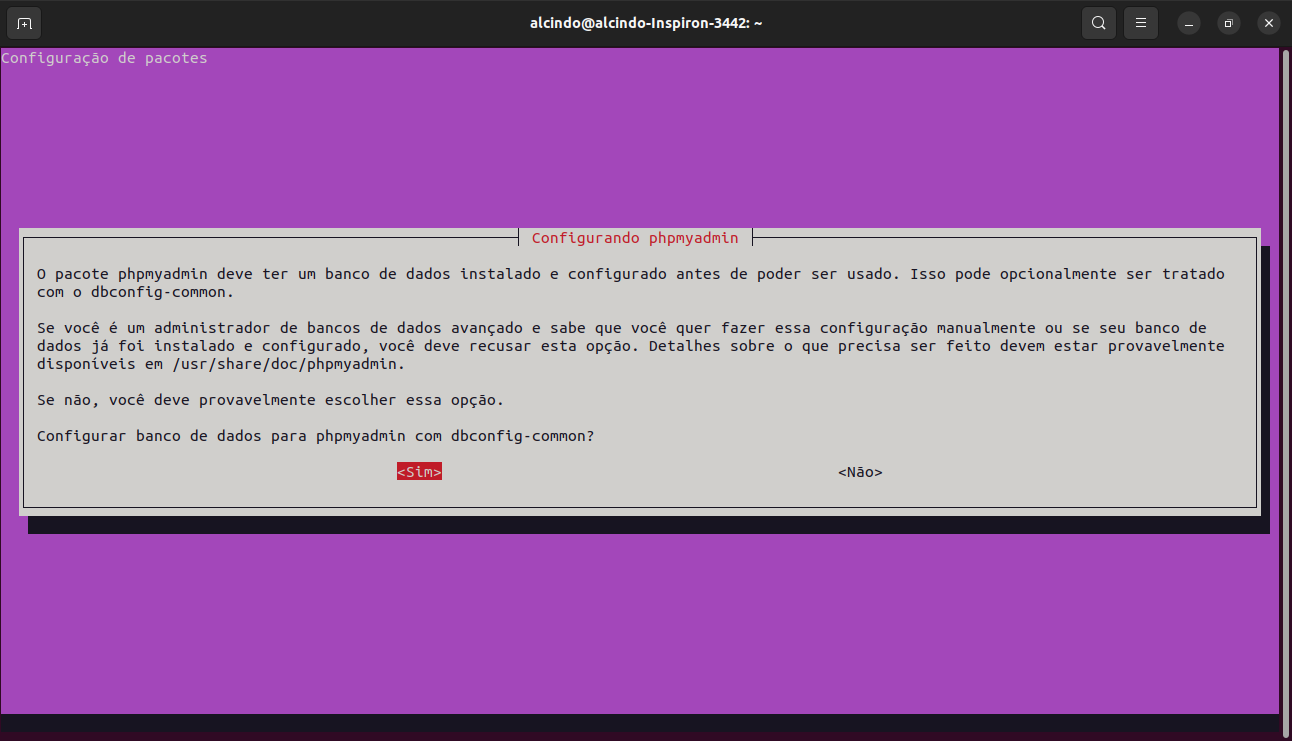 alcindo@alcindo-Inspiron-3442: ~
Configuração de pacotes
Configurando phpmyadmin
O pacote phpmyadmin deve ter um banco de dados instalado e configurado antes de poder ser usado. Isso pode opcionalmente ser tratado
com o dbconfig-common.
Se você é um administrador de bancos de dados avançado e sabe que você quer fazer essa configuração manualmente ou se seu banco de
dados já foi instalado e configurado, você deve recusar esta opção. Detalhes sobre o que precisa ser feito devem estar provavelmente
disponíveis em /usr/share/doc/phpmyadmin.
Se não, você deve provavelmente escolher essa opção.
Configurar banco de dados para phpmyadmin com dbconfig-common?
<Sim> <Não>